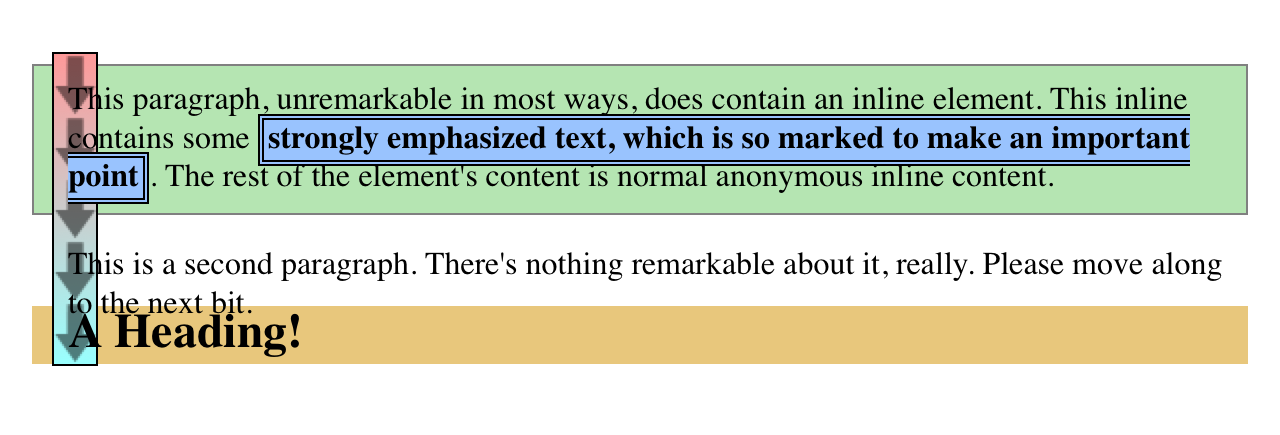 This paragraph, unremarkable in most ways, does contain an inline element. This inline
contains some strongly emphasized text, which is so marked to make an important
point . The rest of the element's content is normal anonymous inline content.
This is a second paragraph. There's nothing remarkable about it, really. Please move along
to the next bit.
A Heading!